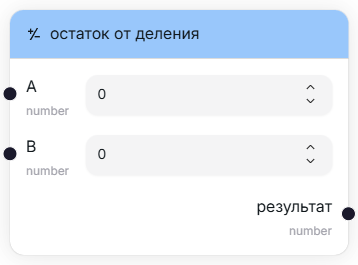 остаток от деления
A
number
0
B
number
0
результат
number